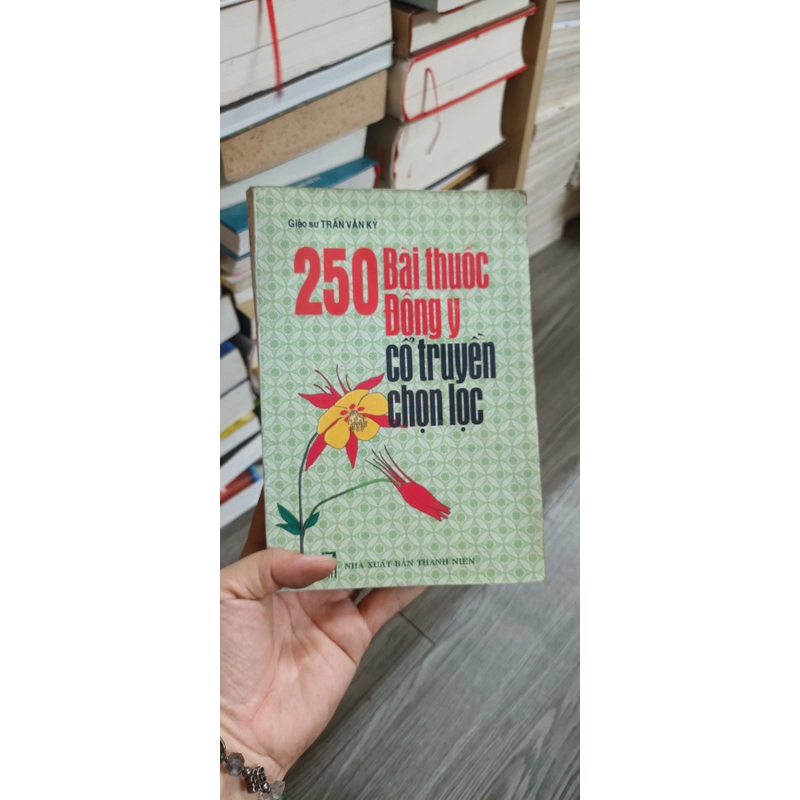 Giáo sư TRẦN VĂN KỲ
250 Bài thuốc
Đông y
cổ truyền
chọn lọc
NHÀ XUẤT BẢN THANH NIÊN